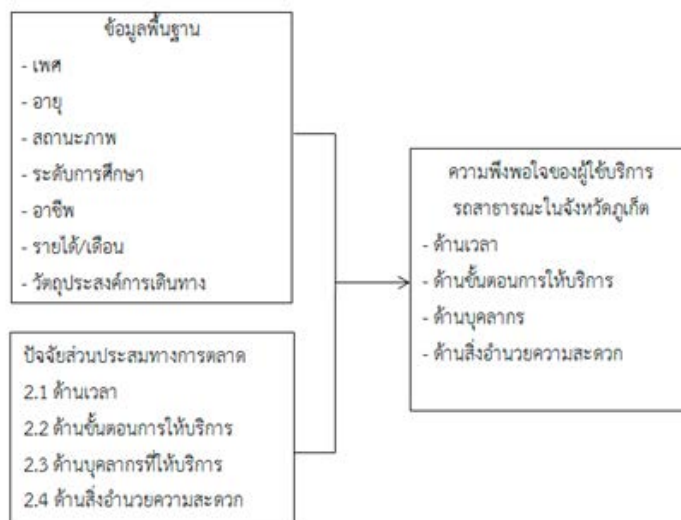 ข้อมูลพื้นฐาน
- เพศ
- อายุ
- สถานะภาพ
- ระดับการศึกษา
- อาชีพ
- รายได้/เดือน
- วัตถุประสงค์การเดินทาง
ปัจจัยส่วนประสมทางการตลาด
2.1 ด้านเวลา
2.2 ด้านขั้นตอนการให้บริการ
2.3 ด้านบุคลากรที่ให้บริการ
2.4 ด้านสิ่งอำนวยความสะดวก
ความพึงพอใจของผู้ใช้บริการ
รถสาธารณะในจังหวัดภูเก็ต
- ด้านเวลา
- ด้านขั้นตอนการให้บริการ
- ด้านบุคลากร
- ด้านสิ่งอำนวยความสะดวก